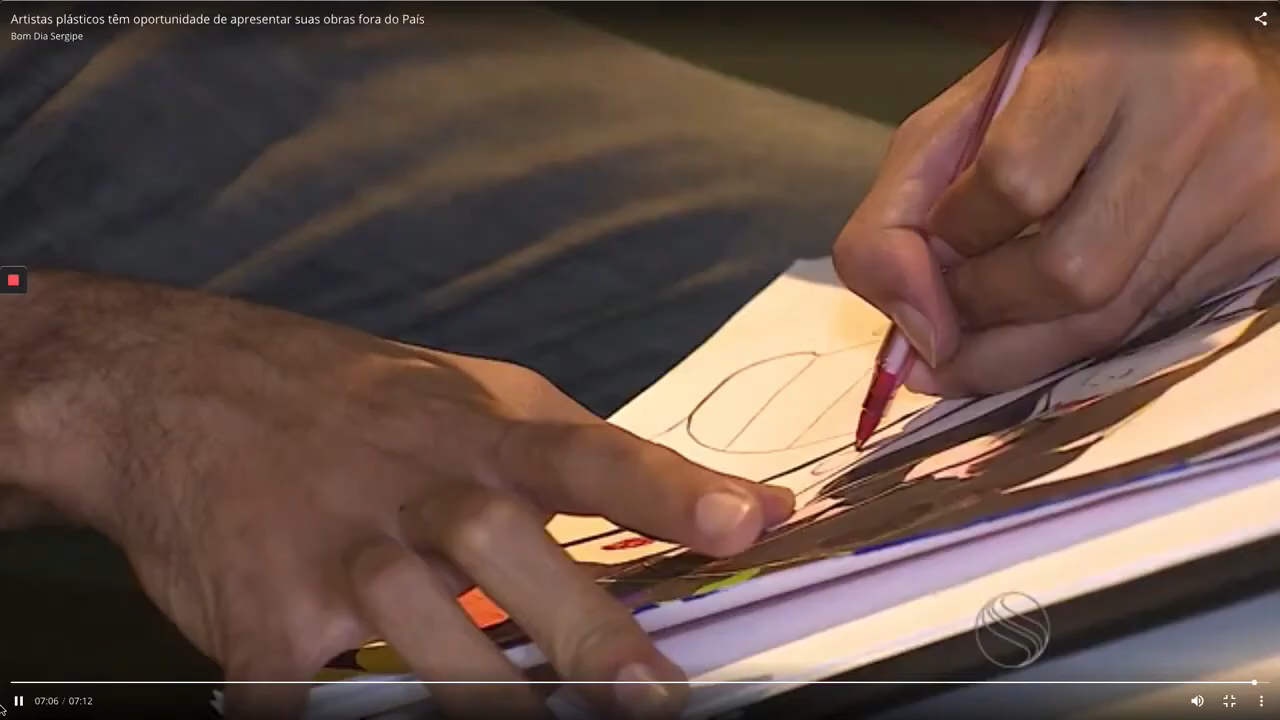 Artistas plásticos têm oportunidade de apresentar suas obras fora do País
Bom Dia Sergipe
07:06 / 07:12